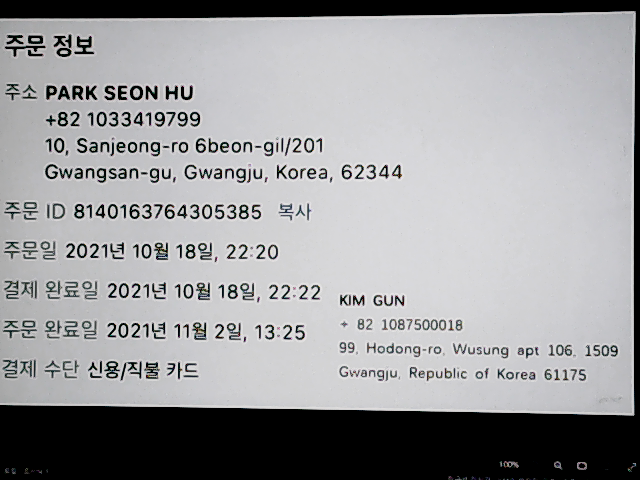 주문 정보
주소 PARK SEON HU
+82 1033419799
10, Sanjeong-ro 6beon-gil/201
Gwangsan-gu, Gwangju, Korea, 62344
주문 ID 8140163764305385 복사
주문일 2021년 10월 18일, 22:20
결제 완료일 2021년 10월 18일, 22:22
주문 완료일 2021년 11월 2일, 13:25
결제 수단 신용/직불 카드
KIM GUN
+ 82 1087500018
99, Hodong-ro, Wusung apt 106, 1509
Gwangju, Republic of Korea 61175
100%